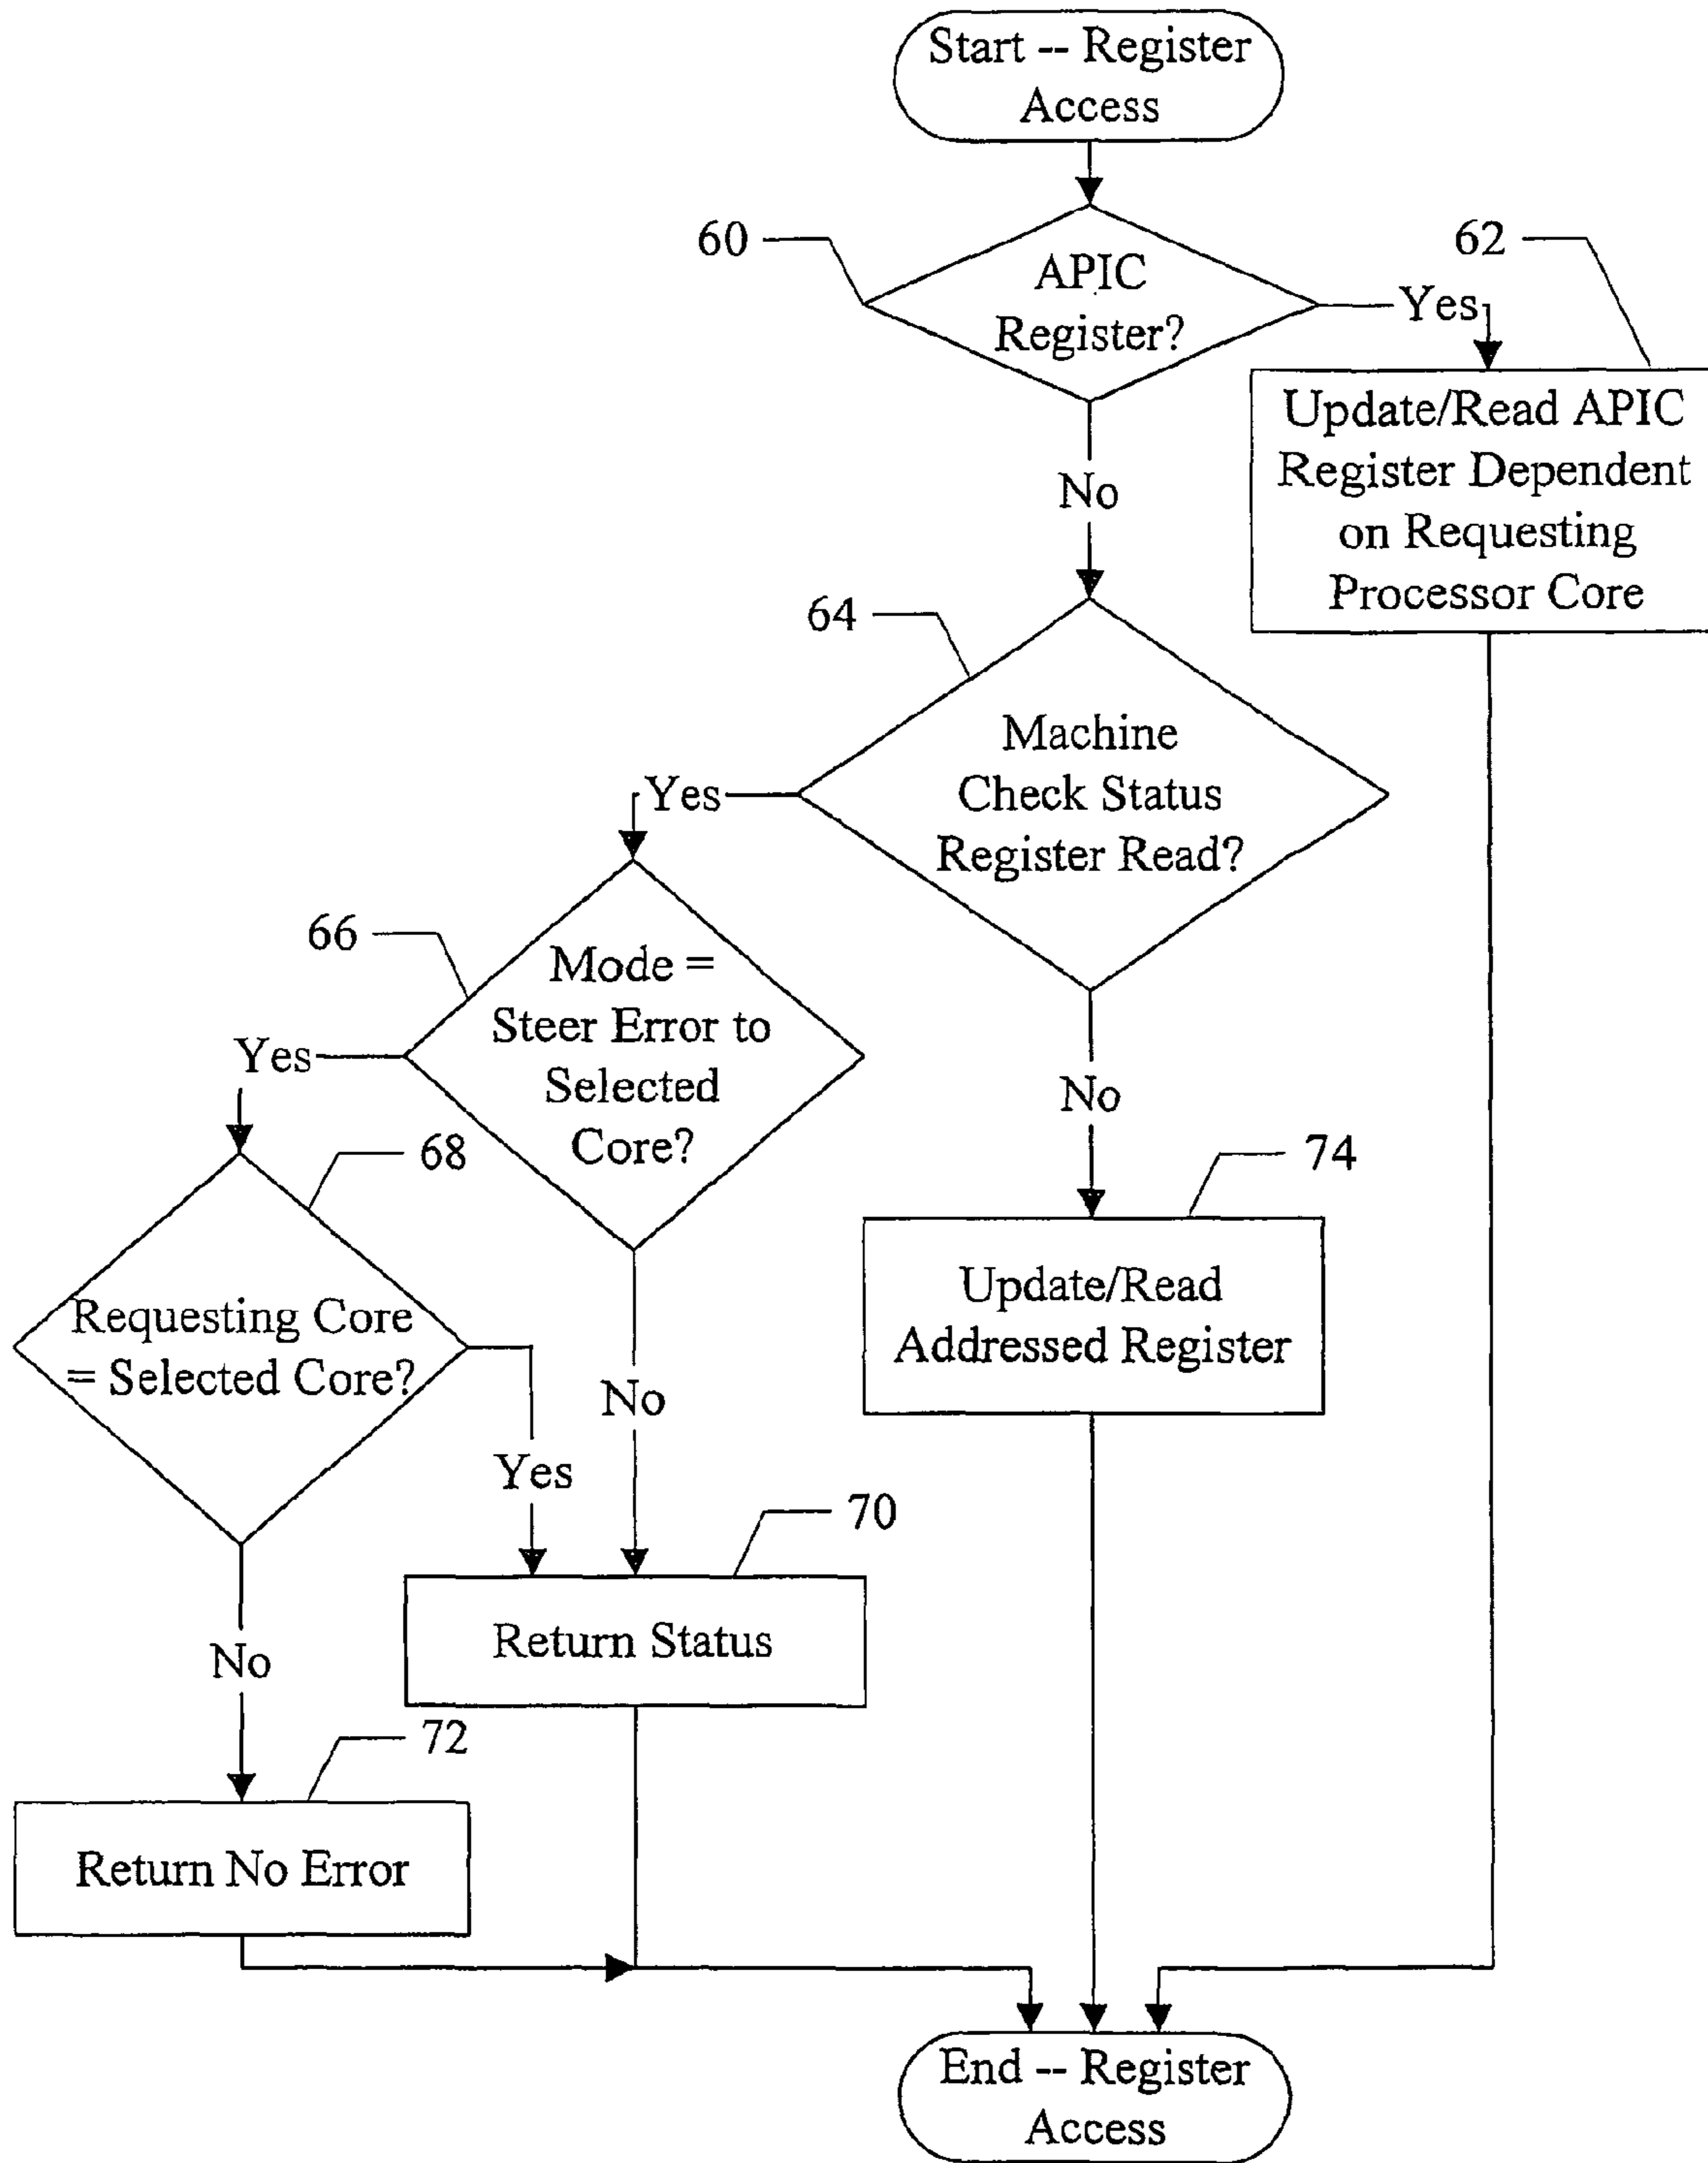 Start -- Register
Access
60
APIC
Register?
Yes
62
Update/Read APIC
Register Dependent
on Requesting
Processor Core
No
64
Machine
Check Status
Register Read?
Yes
66
Mode =
Steer Error to
Selected
Core?
Yes
No
68
Requesting Core
= Selected Core?
74
Update/Read
Addressed Register
No
Yes
70
Return Status
No
72
Return No Error
End -- Register
Access